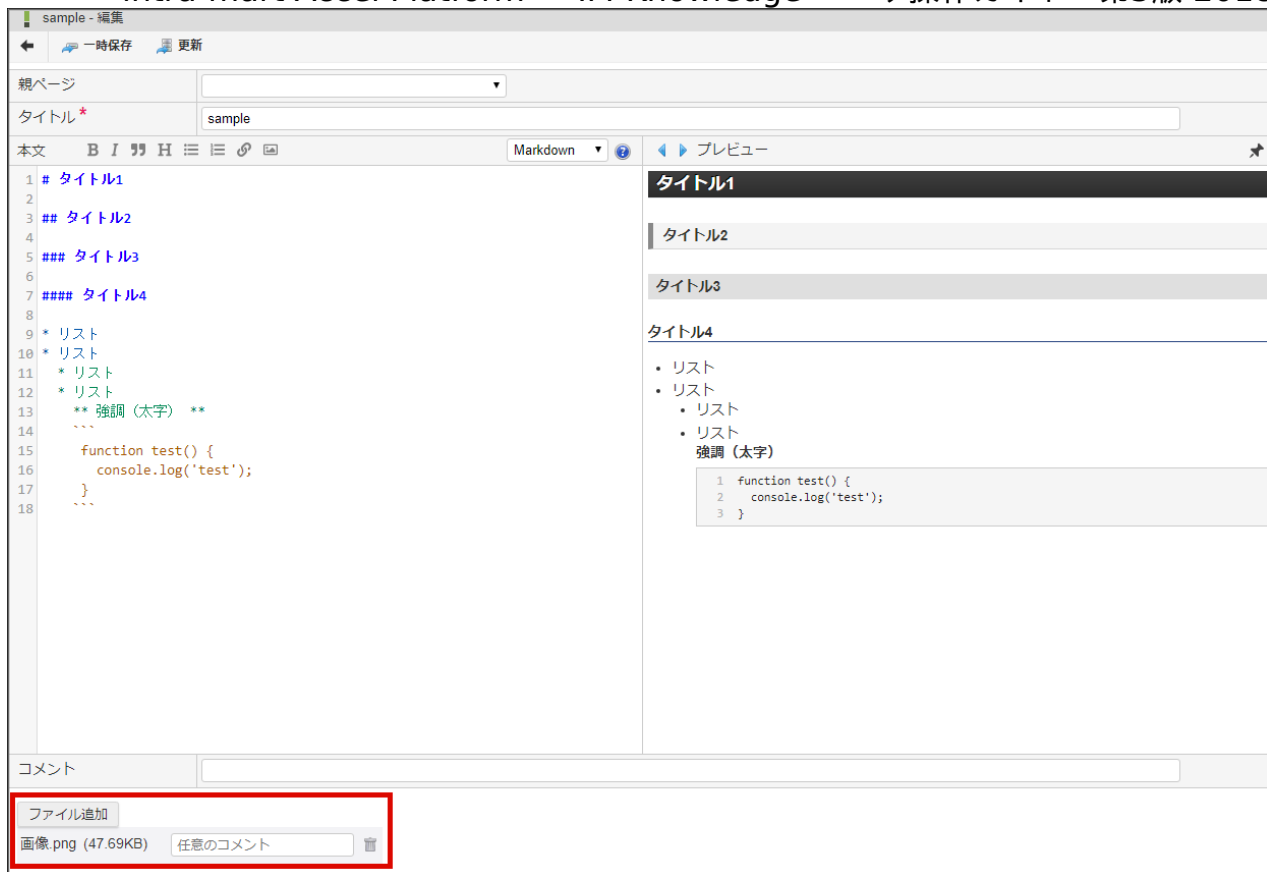 sample - 編集
一時保存 更新
親ページ
タイトル * sample
本文 B I H Markdown プレビュー
1 # タイトル1
2
3 ## タイトル2
4
5 ### タイトル3
6
7 #### タイトル4
8
9 * リスト
10 * リスト
11 * リスト
12 * リスト
13 ** 強調（太字） **
14 ```
15 function test() {
16 console.log('test');
17 }
18 ```
タイトル1
タイトル2
タイトル3
タイトル4
• リスト
• リスト
• リスト
• リスト
強調（太字）
1 function test() {
2 console.log('test');
3 }
コメント
ファイル追加
画像.png (47.69KB) 任意のコメント